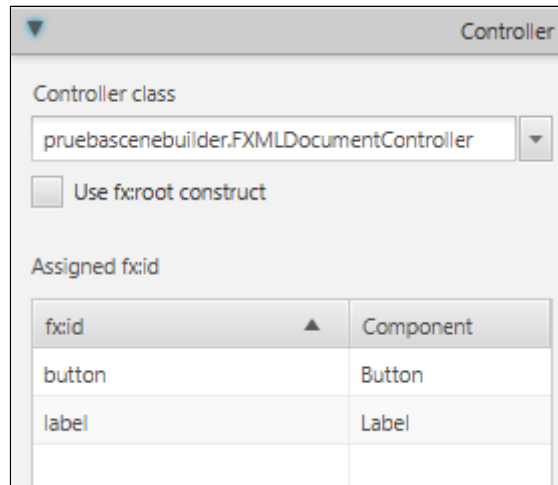 Controller
Controller class
pruebascenebuilder.FXMLDocumentController
Use fx:root construct
Assigned fx:id
fx:id Component
button Button
label Label